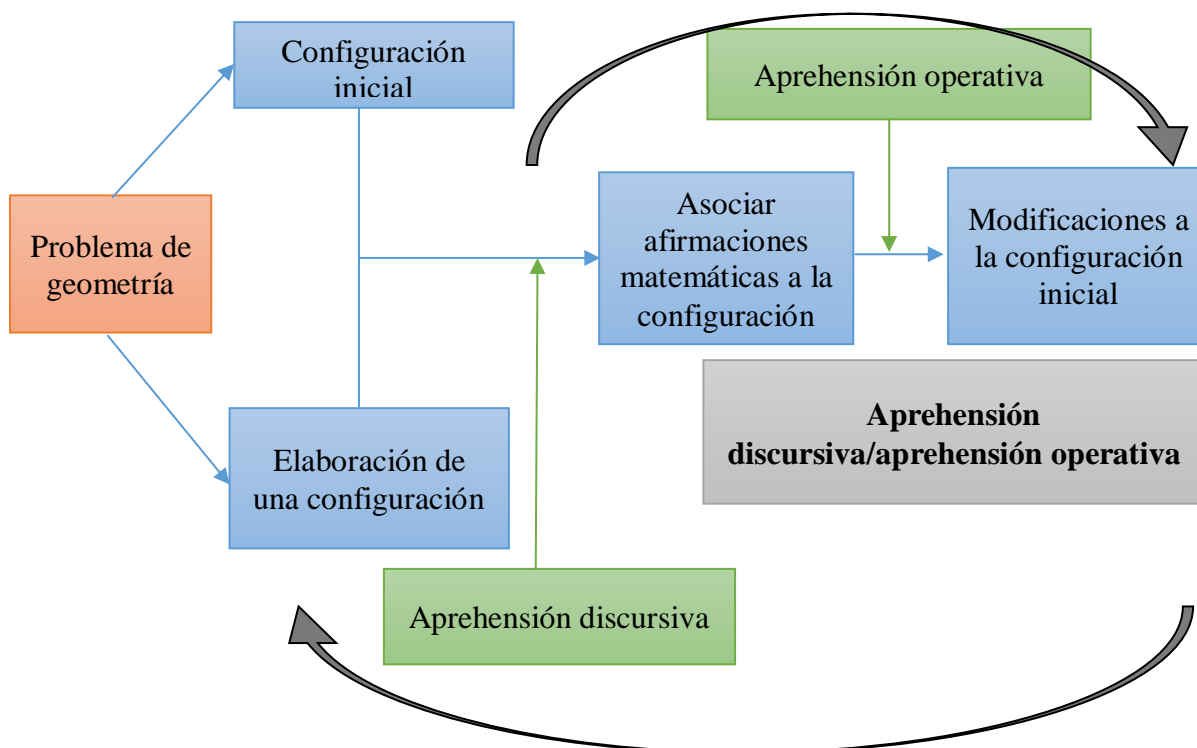 Configuración
inicial
Aprehensión operativa
Problema de
geometría
Asociar
afirmaciones
matemáticas a la
configuración
Modificaciones a
la configuración
inicial
Aprehensión
discursiva/aprehensión operativa
Elaboración de
una configuración
Aprehensión discursiva